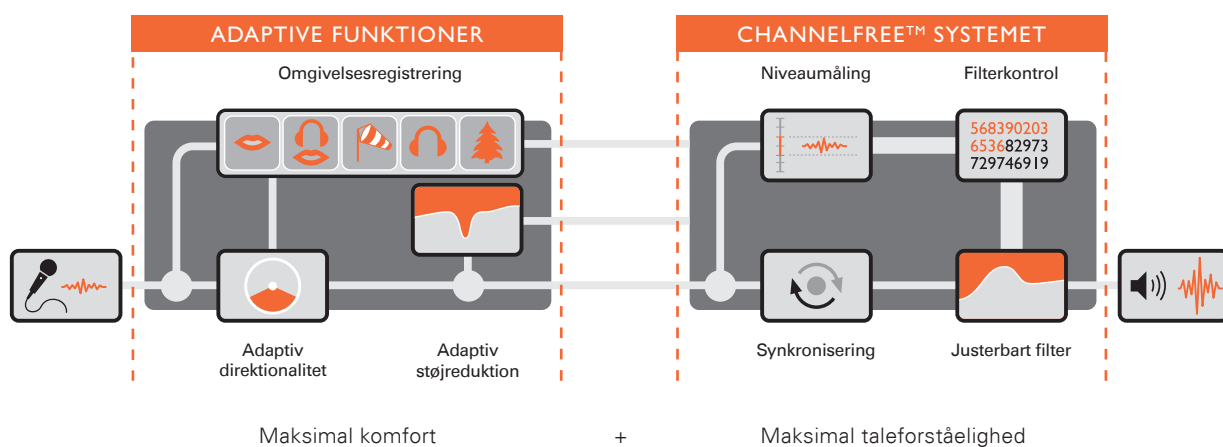 ADAPTIVE FUNKTIONER
CHANNELFREE™ SYSTEMET
Omgivelsesregistrering
Niveaumåling
Filterkontrol
568390203
653682973
729746919
Adaptiv
direktionalitet
Adaptiv
støjreduktion
Synkronisering
Justerbart filter
Maksimal komfort
+
Maksimal taleforståelighed